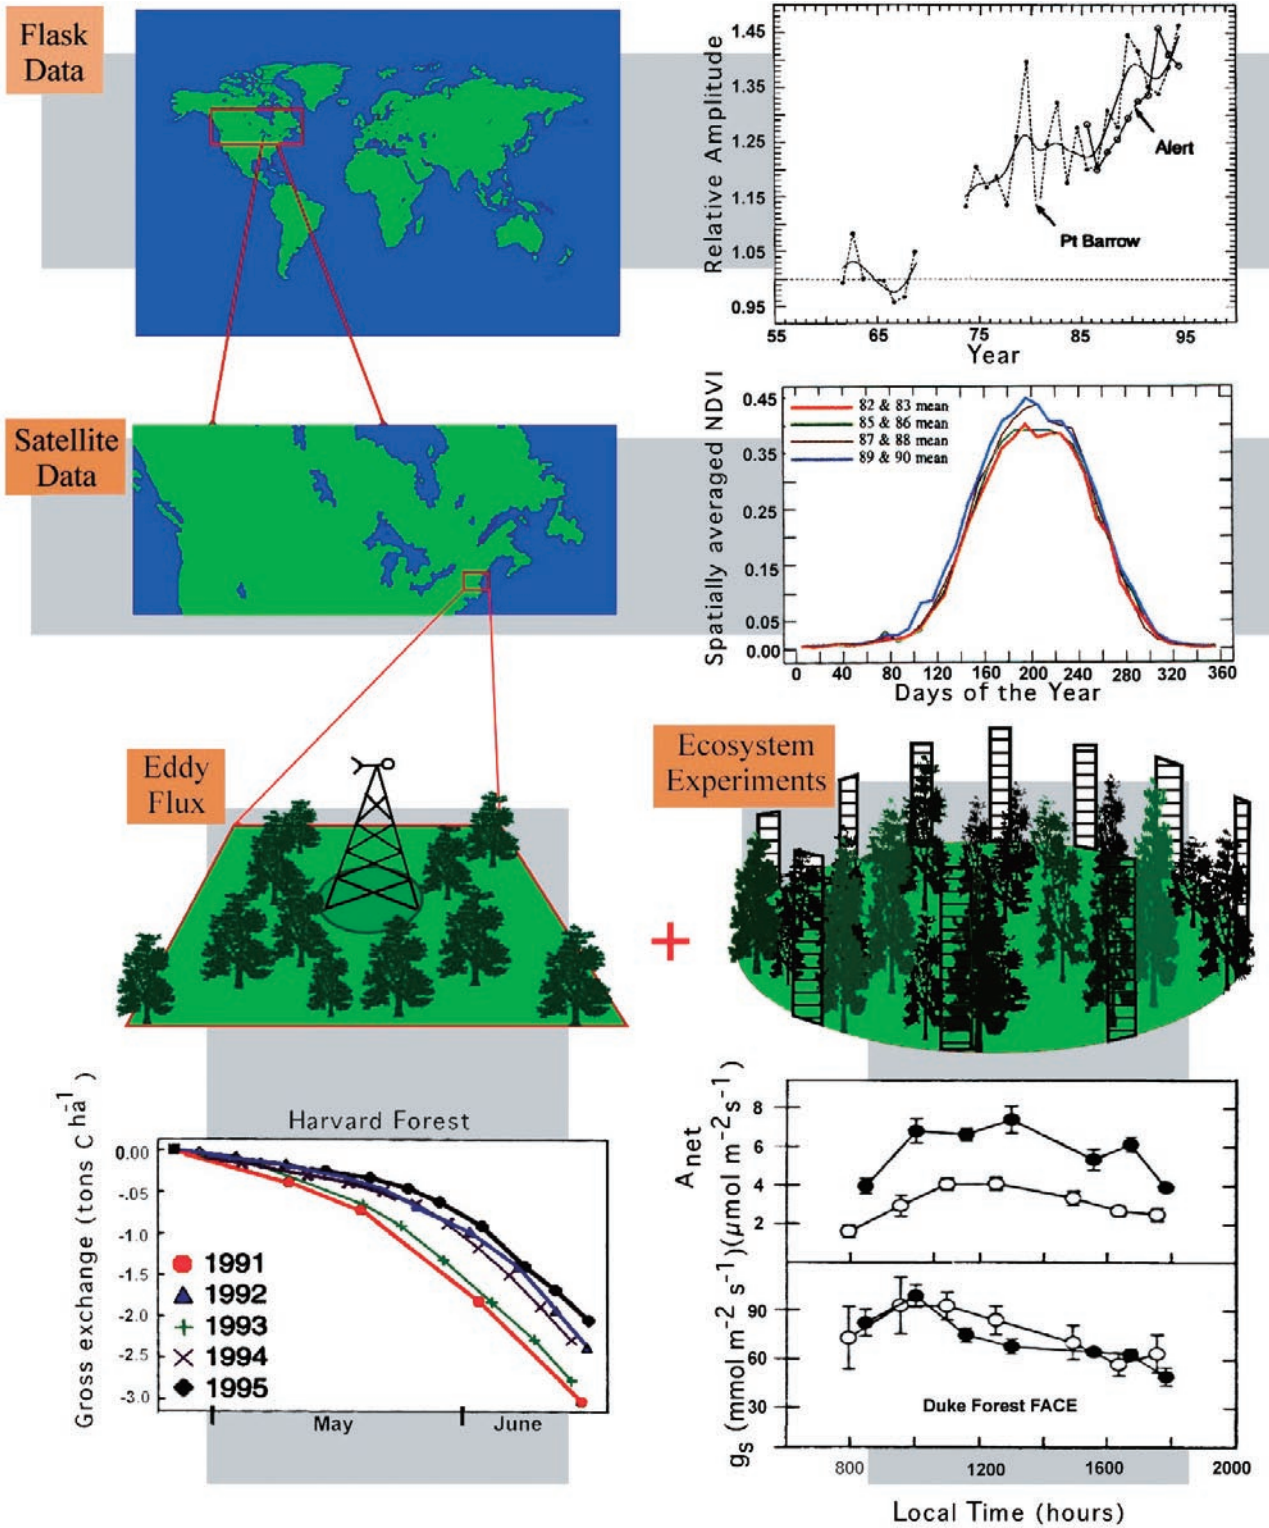 Flask
Data
Relative Amplitude
1.45
1.35
1.25
1.15
1.05
0.95
Alert
Pt Barrow
55
65
75
85
95
Year
Satellite
Data
Spatially averaged NDVI
0.45
0.35
0.25
0.15
0.05
0.00
82 & 83 mean
85 & 86 mean
87 & 88 mean
89 & 90 mean
0 40 80 120 160 200 240 280 320 360
Days of the Year
Eddy
Flux
+
Ecosystem
Experiments
Harvard Forest
Gross exchange (tons C ha⁻¹)
0.00
-.05
-1.0
-1.5
-2.0
-2.5
-3.0
1991
1992
1993
1994
1995
May June
Anet
(µmol m⁻² s⁻¹)
8
6
4
2
gs (mmol m⁻² s⁻¹)
90
60
30
Duke Forest FACE
800 1200 1600 2000
Local Time (hours)